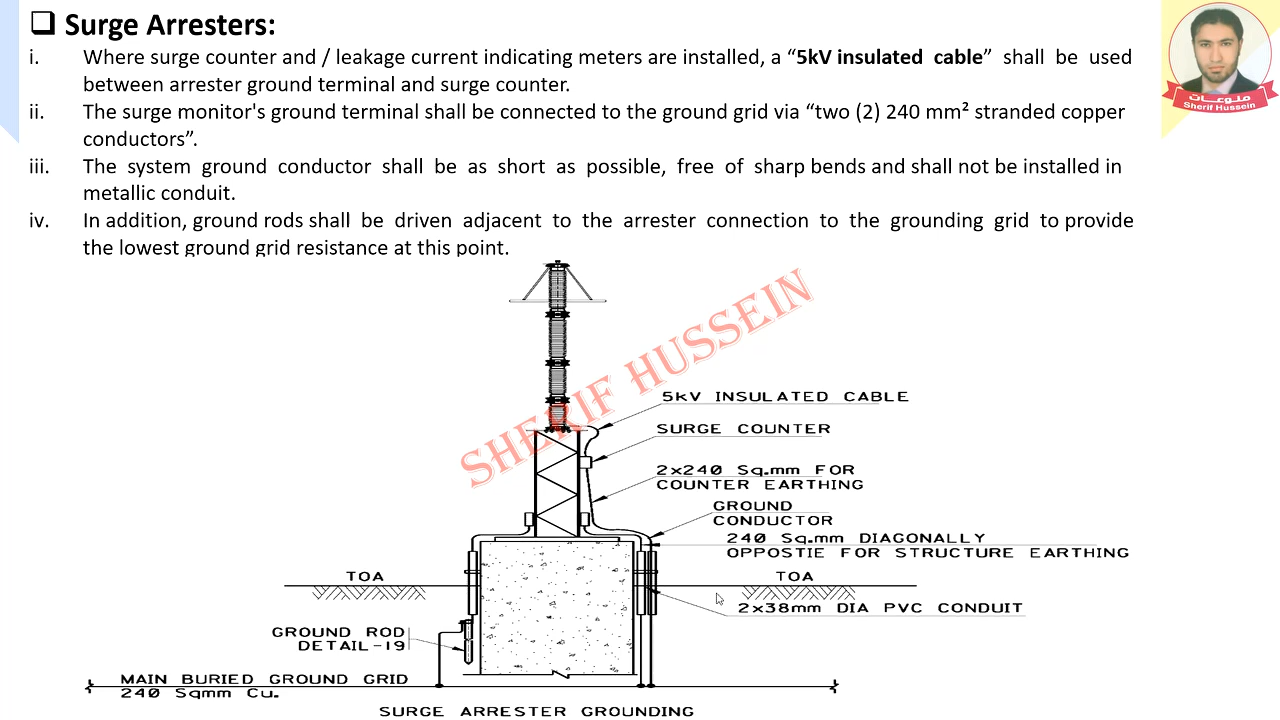 ❑ Surge Arresters:
i. Where surge counter and / leakage current indicating meters are installed, a “5kV insulated cable” shall be used
between arrester ground terminal and surge counter.
ii. The surge monitor's ground terminal shall be connected to the ground grid via “two (2) 240 mm² stranded copper
conductors”.
iii. The system ground conductor shall be as short as possible, free of sharp bends and shall not be installed in
metallic conduit.
iv. In addition, ground rods shall be driven adjacent to the arrester connection to the grounding grid to provide
the lowest ground grid resistance at this point.
منوعات
Sherif Hussein
SHERIF HUSSEIN
5kV INSULATED CABLE
SURGE COUNTER
2x240 Sq.mm FOR
COUNTER EARTHING
GROUND
CONDUCTOR
240 Sq.mm DIAGONALLY
OPPOSTIE FOR STRUCTURE EARTHING
TOA
TOA
2x38mm DIA PVC CONDUIT
GROUND ROD
DETAIL-19
MAIN BURIED GROUND GRID
240 Sqmm Cu.
SURGE ARRESTER GROUNDING